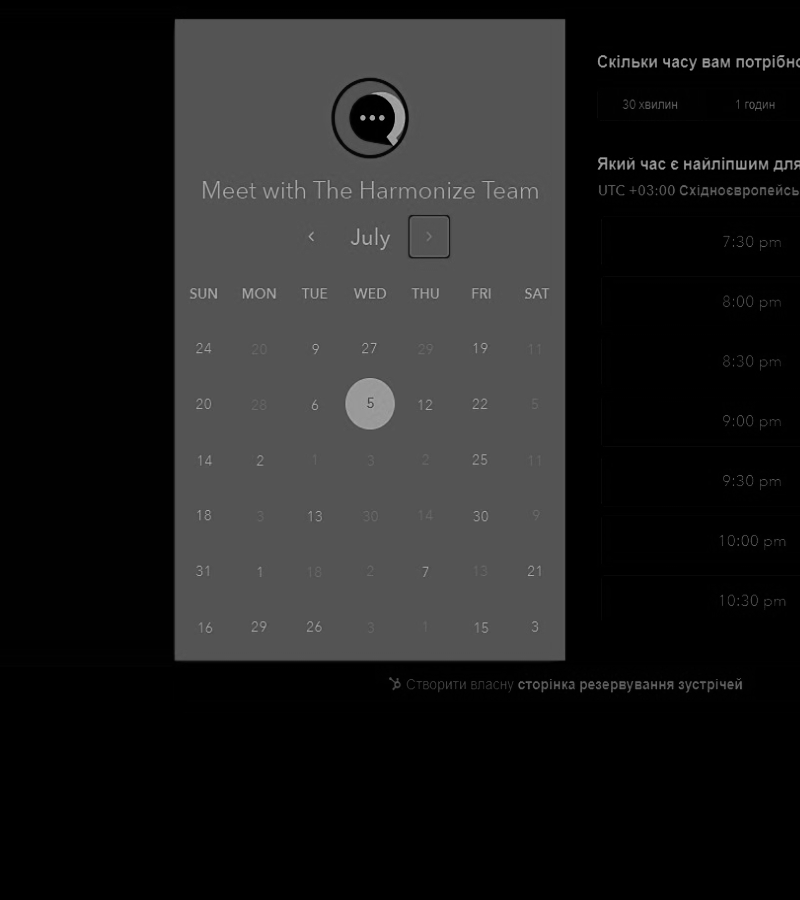 Meet with The Harmonize Team
July
SUN MON TUE WED THU FRI SAT
24 20 9 27 29 19 11
20 28 6 5 12 22 5
14 2 1 3 2 25 11
18 3 13 30 14 30 9
31 1 18 2 7 13 21
16 29 26 3 1 15 3
Скільки часу вам потрібно
30 хвилин 1 годин
Який час є найліпшим для
UTC +03:00 Східноєвропейсь
7:30 pm
8:00 pm
8:30 pm
9:00 pm
9:30 pm
10:00 pm
10:30 pm
Створити власну сторінка резервування зустрічей